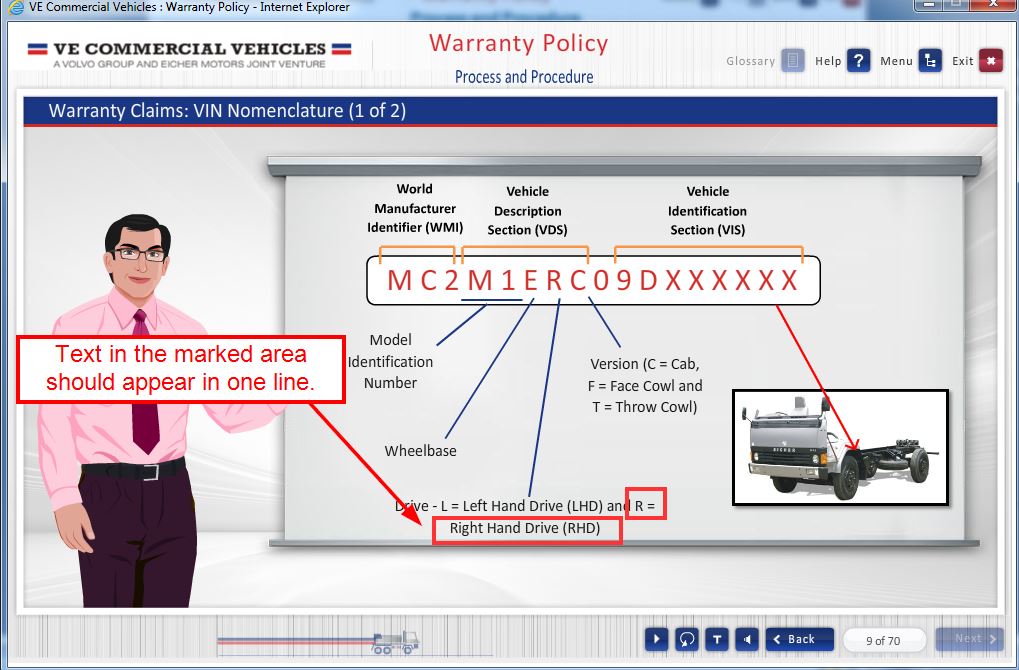 VE Commercial Vehicles : Warranty Policy - Internet Explorer
VE COMMERCIAL VEHICLES
A VOLVO GROUP AND EICHER MOTORS JOINT VENTURE
Warranty Policy
Process and Procedure
Glossary
Help ?
Menu
Exit
Warranty Claims: VIN Nomenclature (1 of 2)
World
Manufacturer
Identifier (WMI)
Vehicle
Description
Section (VDS)
Vehicle
Identification
Section (VIS)
M C 2 M 1 E R C 0 9 D X X X X X X
Text in the marked area
should appear in one line.
Model
Identification
Number
Wheelbase
Version (C = Cab,
F = Face Cowl and
T = Throw Cowl)
EICHER
Drive - L = Left Hand Drive (LHD) and R =
Right Hand Drive (RHD)
T
Back
9 of 70
Next